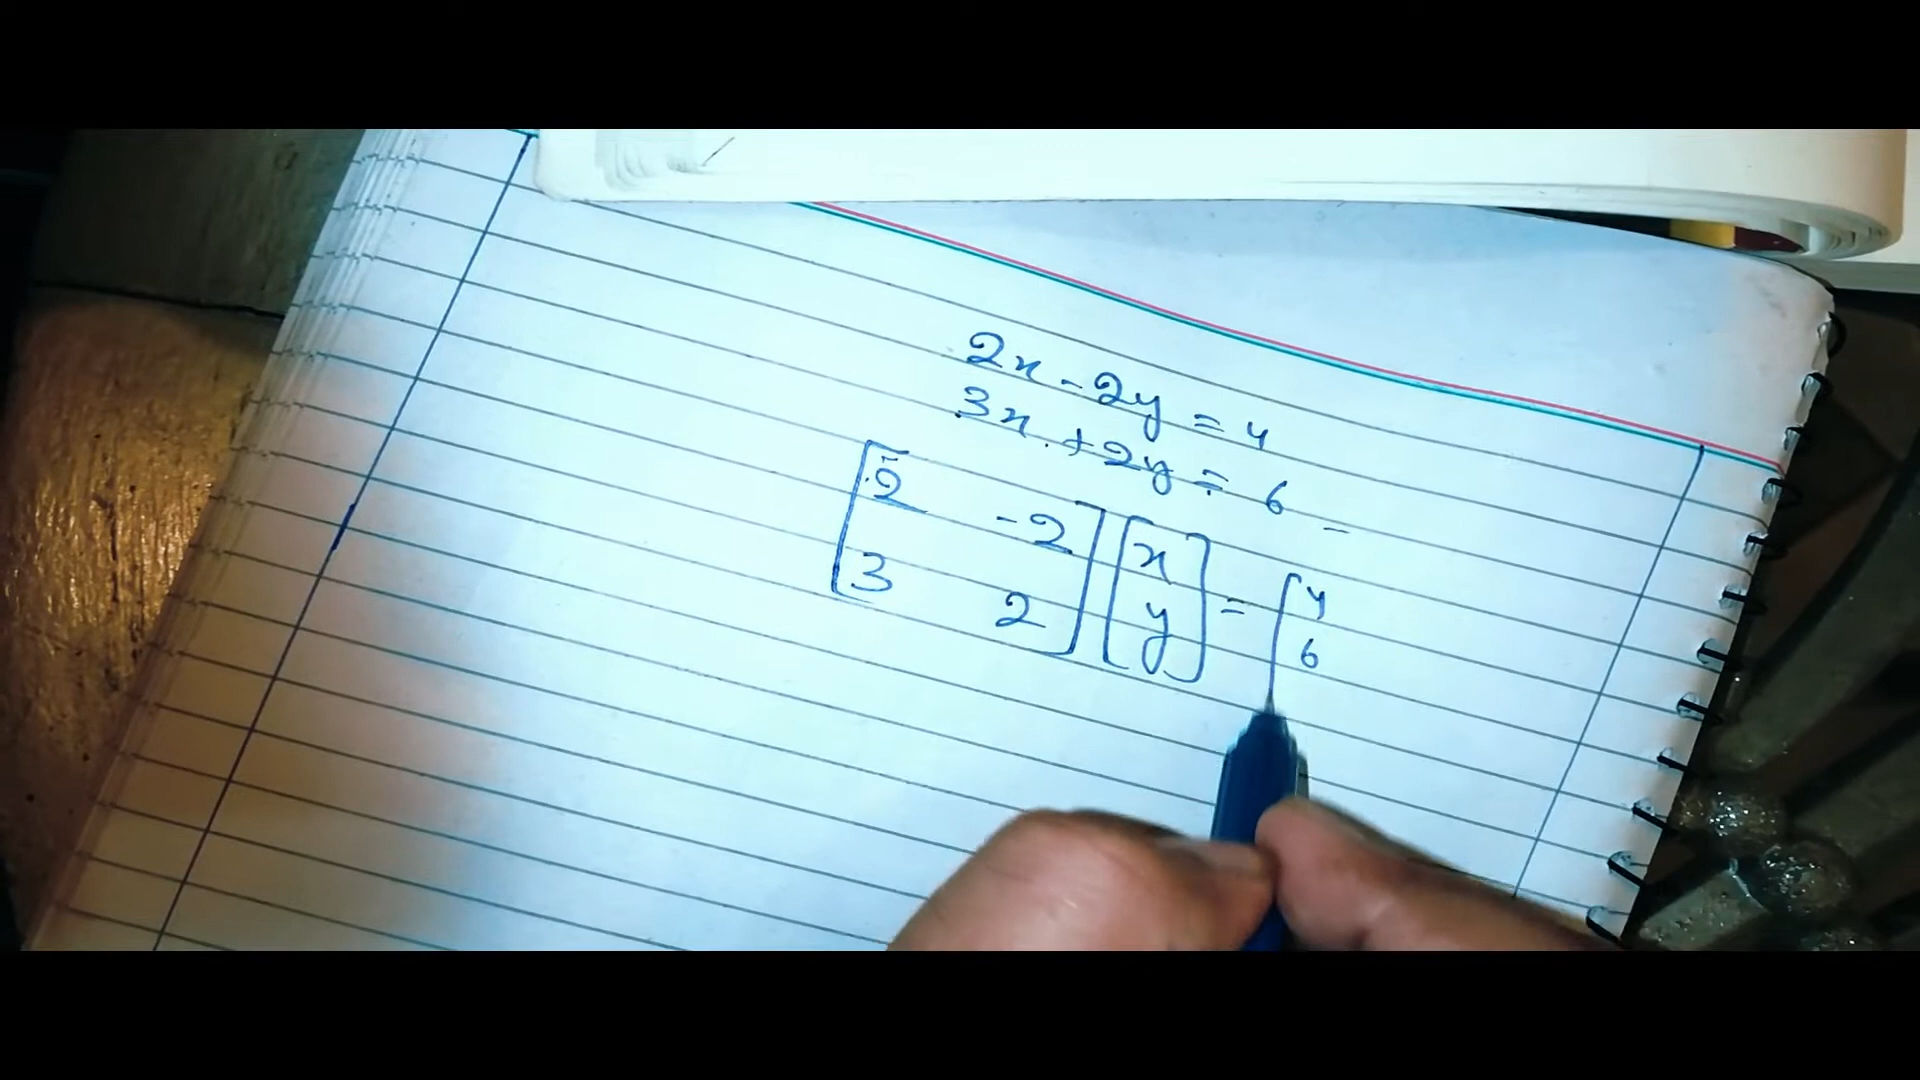 2x - 2y = 4
3x + 2y = 6
[2 -2] [x] = [4
[3 2] [y] [6